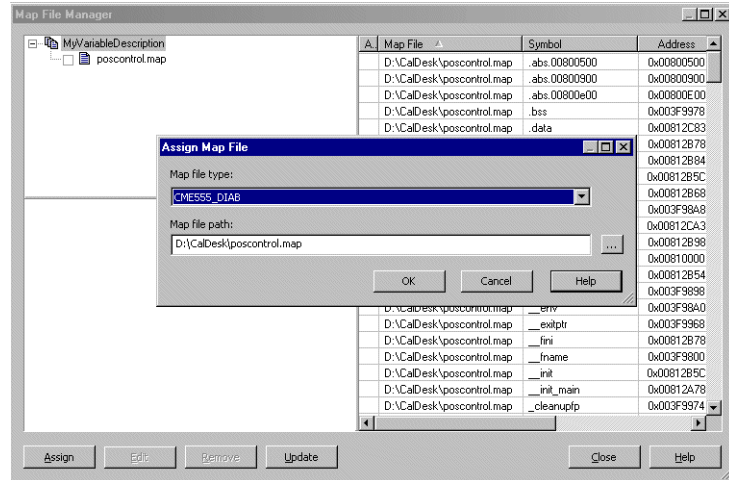 Map File Manager
MyVariableDescription
poscontrol.map
A. Map File Symbol Address
D:\CalDesk\poscontrol.map .abs.00800500 0x00800500
D:\CalDesk\poscontrol.map .abs.00800900 0x00800900
D:\CalDesk\poscontrol.map .abs.00800e00 0x00800E00
D:\CalDesk\poscontrol.map .bss 0x003F9978
D:\CalDesk\poscontrol.map .data 0x00812C83
0x00812B78
0x00812B84
0x00812B5C
0x00812B68
0x003F98A8
0x00812CA3
0x00812B98
0x00810000
0x00812B54
0x003F9898
Assign Map File
Map file type:
CME555_DIAB
Map file path:
D:\CalDesk\poscontrol.map
...
OK Cancel Help
D:\CalDesk\poscontrol.map __env 0x003F98A0
D:\CalDesk\poscontrol.map __exitptr 0x003F9968
D:\CalDesk\poscontrol.map __fini 0x00812B78
D:\CalDesk\poscontrol.map __fname 0x003F9800
D:\CalDesk\poscontrol.map __init 0x00812B5C
D:\CalDesk\poscontrol.map __init_main 0x00812A78
D:\CalDesk\poscontrol.map _cleanupfp 0x003F9974
Assign Edit Remove Update Close Help